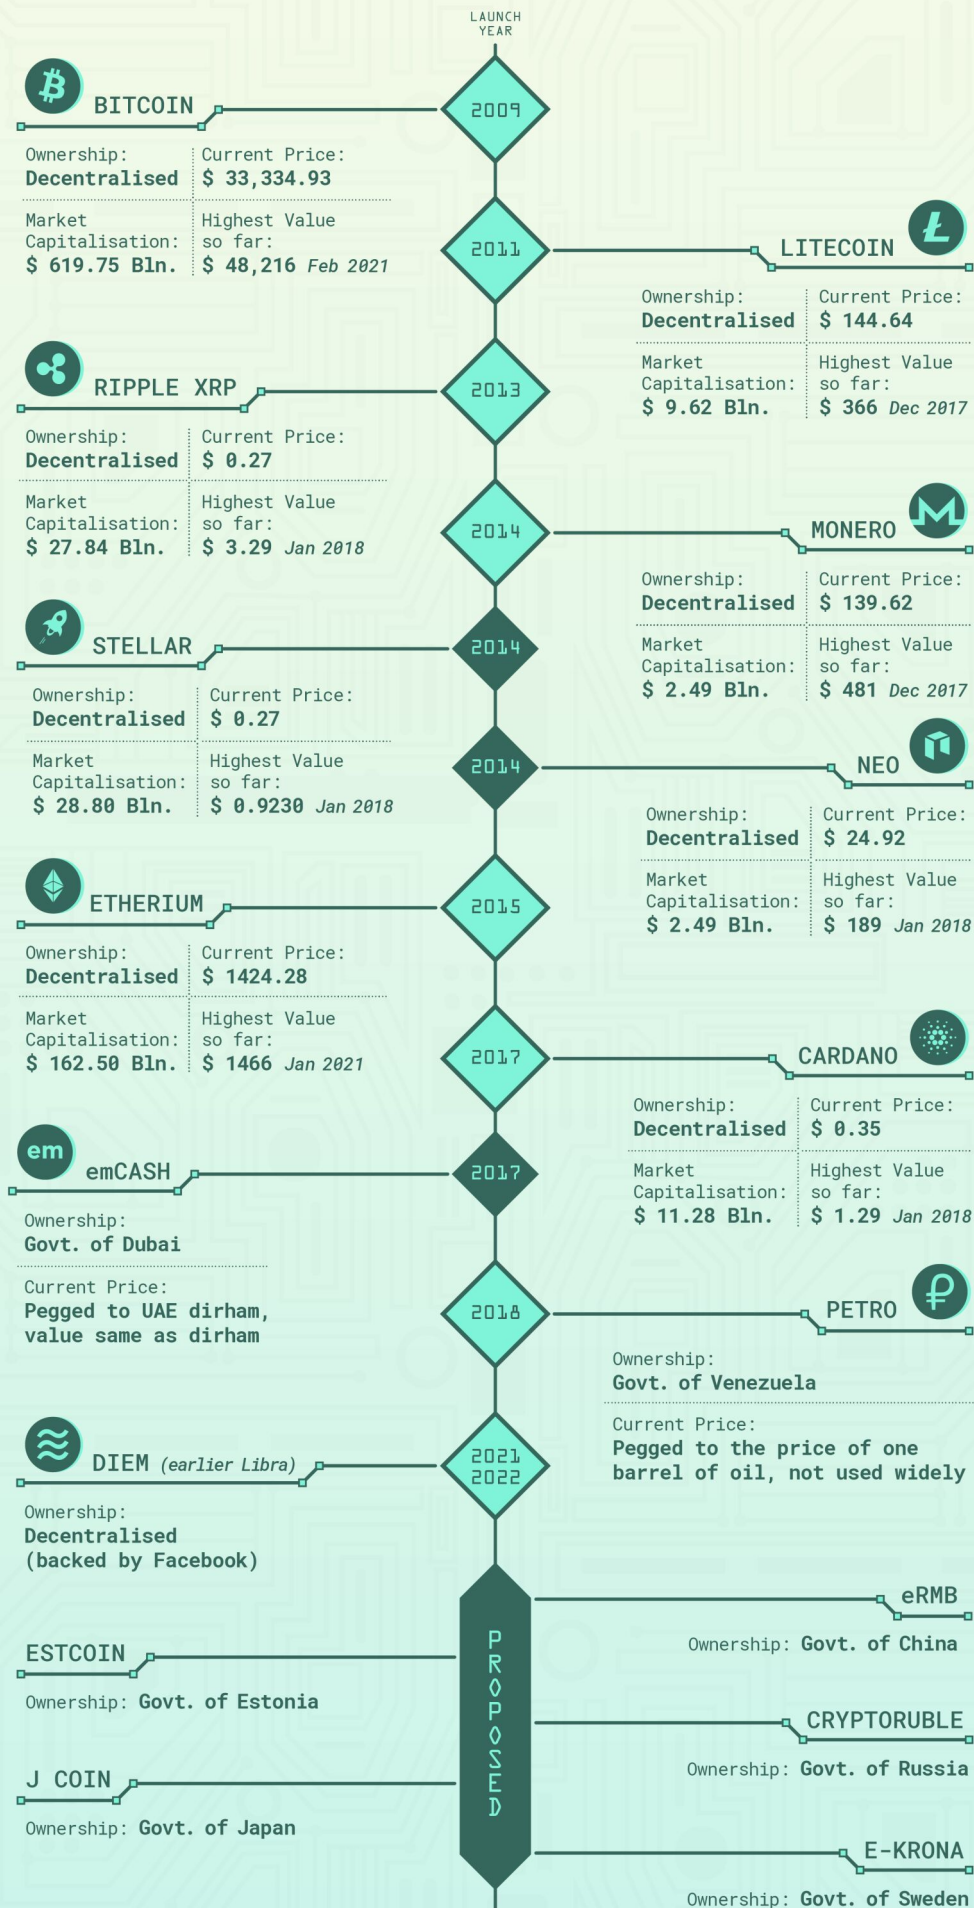 LAUNCH
YEAR
2009
BITCOIN
Ownership:
Decentralised
Current Price:
$ 33,334.93
Market
Capitalisation:
$ 619.75 Bln.
Highest Value
so far:
$ 48,216 Feb 2021
2011
LITECOIN
Ownership:
Decentralised
Current Price:
$ 144.64
Market
Capitalisation:
$ 9.62 Bln.
Highest Value
so far:
$ 366 Dec 2017
2013
RIPPLE XRP
Ownership:
Decentralised
Current Price:
$ 0.27
Market
Capitalisation:
$ 27.84 Bln.
Highest Value
so far:
$ 3.29 Jan 2018
2014
MONERO
Ownership:
Decentralised
Current Price:
$ 139.62
Market
Capitalisation:
$ 2.49 Bln.
Highest Value
so far:
$ 481 Dec 2017
2014
STELLAR
Ownership:
Decentralised
Current Price:
$ 0.27
Market
Capitalisation:
$ 28.80 Bln.
Highest Value
so far:
$ 0.9230 Jan 2018
2014
NEO
Ownership:
Decentralised
Current Price:
$ 24.92
Market
Capitalisation:
$ 2.49 Bln.
Highest Value
so far:
$ 189 Jan 2018
2015
ETHERIUM
Ownership:
Decentralised
Current Price:
$ 1424.28
Market
Capitalisation:
$ 162.50 Bln.
Highest Value
so far:
$ 1466 Jan 2021
2017
CARDANO
Ownership:
Decentralised
Current Price:
$ 0.35
Market
Capitalisation:
$ 11.28 Bln.
Highest Value
so far:
$ 1.29 Jan 2018
2017
em
emCASH
Ownership:
Govt. of Dubai
Current Price:
Pegged to UAE dirham,
value same as dirham
2018
PETRO
Ownership:
Govt. of Venezuela
Current Price:
Pegged to the price of one
barrel of oil, not used widely
2021
2022
DIEM (earlier Libra)
Ownership:
Decentralised
(backed by Facebook)
PROPOSED
eRMB
Ownership: Govt. of China
ESTCOIN
Ownership: Govt. of Estonia
CRYPTORUBLE
Ownership: Govt. of Russia
J COIN
Ownership: Govt. of Japan
E-KRONA
Ownership: Govt. of Sweden